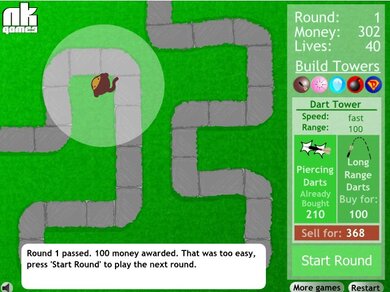 nk
games
Round: 1
Money: 302
Lives: 40
Build Towers
Dart Tower
Speed: fast
Range: 100
Piercing
Darts
Already
Bought
210
Long
Range
Darts
Buy for:
100
Sell for: 368
Round 1 passed. 100 money awarded. That was too easy,
press 'Start Round' to play the next round.
Start Round
More games
Restart